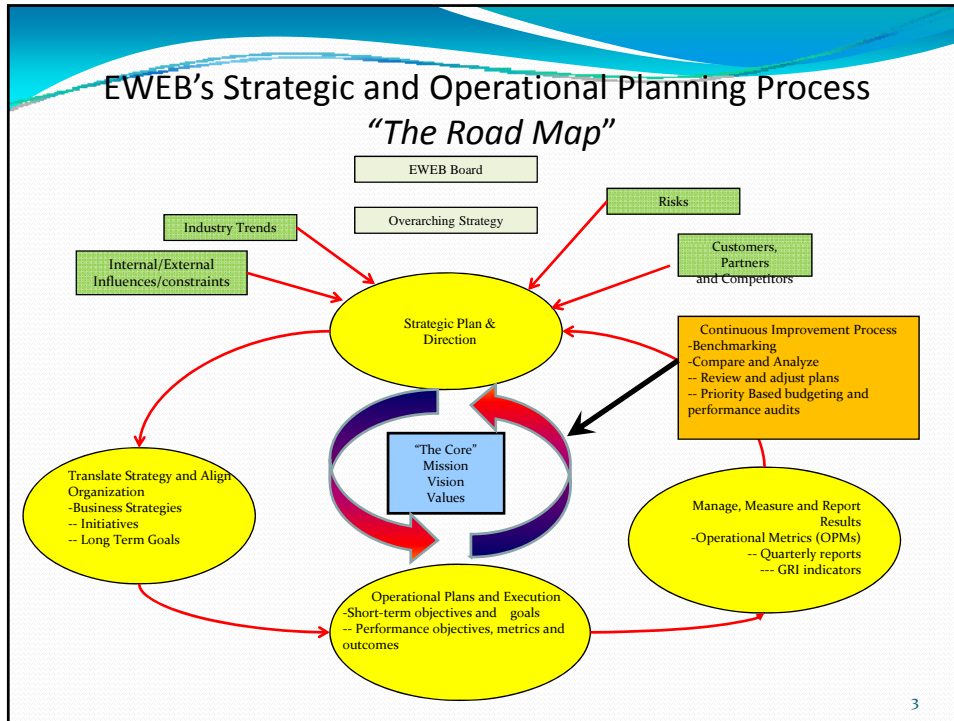 EWEB’s Strategic and Operational Planning Process
“The Road Map”
EWEB Board
Overarching Strategy
Industry Trends
Internal/External
Influences/constraints
Risks
Customers,
Partners
and Competitors
Strategic Plan &
Direction
Continuous Improvement Process
-Benchmarking
-Compare and Analyze
-- Review and adjust plans
-- Priority Based budgeting and
performance audits
“The Core”
Mission
Vision
Values
Translate Strategy and Align
Organization
-Business Strategies
-- Initiatives
-- Long Term Goals
Manage, Measure and Report
Results
-Operational Metrics (OPMs)
-- Quarterly reports
--- GRI indicators
Operational Plans and Execution
-Short-term objectives and goals
-- Performance objectives, metrics and
outcomes
3